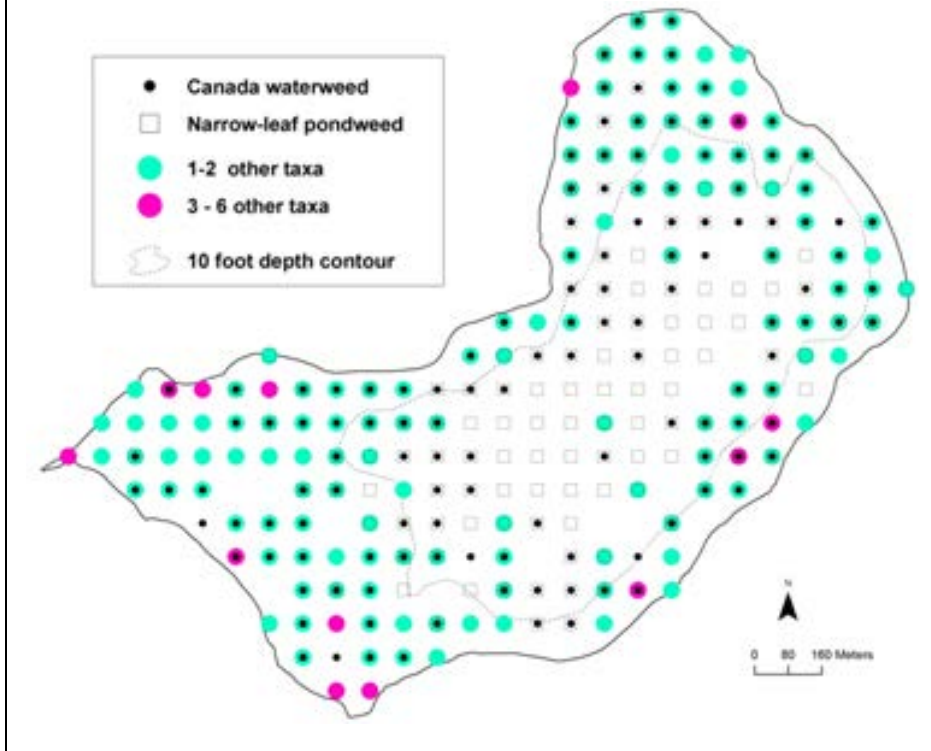 Canada waterweed
Narrow-leaf pondweed
1-2 other taxa
3 - 6 other taxa
10 foot depth contour
N
0 80 160 Meters